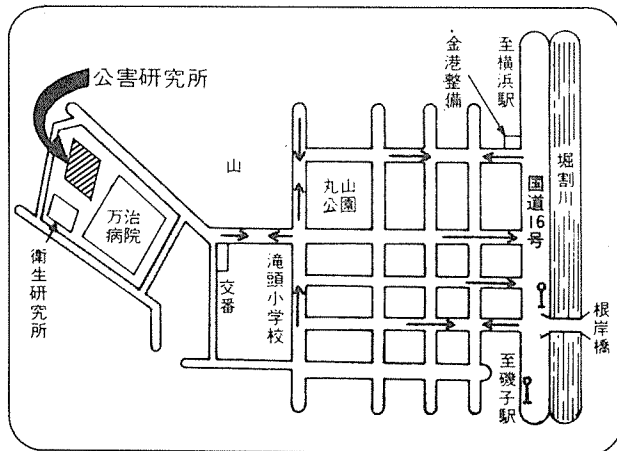 公害研究所
万治
病院
衛生研究所
山
交番
滝頭小学校
丸山
公園
金港整備
至横浜駅
堀割川
国道16号
根岸橋
至磯子駅